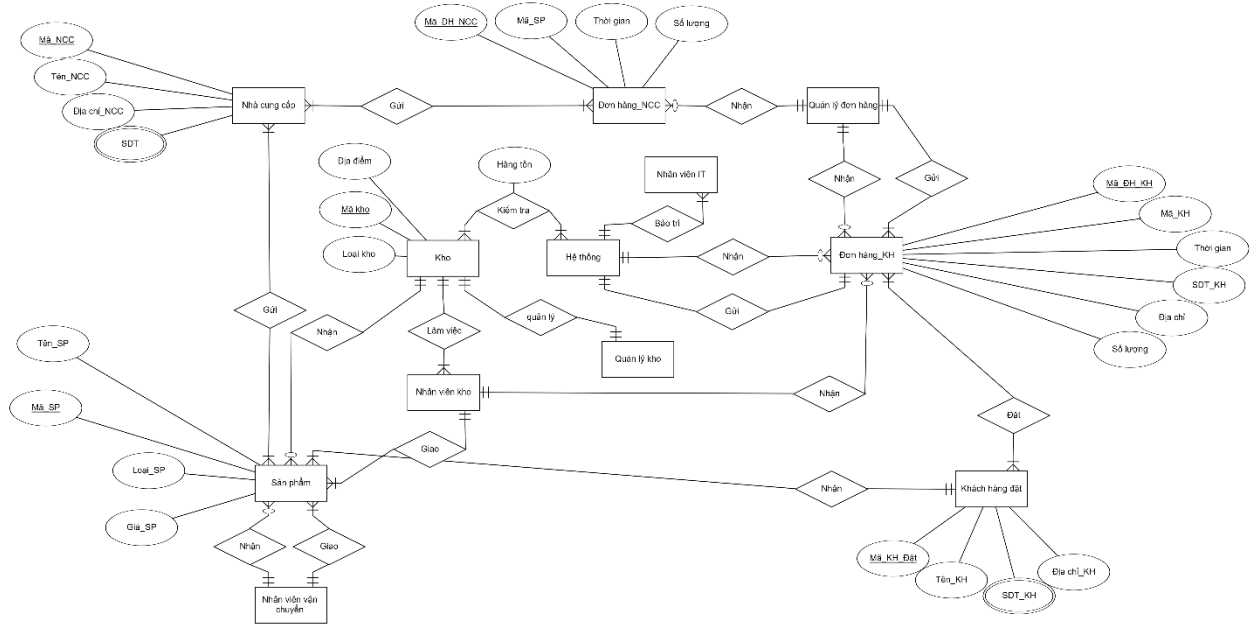 Mã_DH_NCC
Mã_SP
Thời gian
Số lượng
Mã_NCC
Tên_NCC
Địa chỉ_NCC
SDT
Nhà cung cấp
Gửi
Đơn hàng_NCC
Nhận
Quản lý đơn hàng
Nhận
Gửi
Địa điểm
Mã kho
Loại kho
Hàng tồn
Kiểm tra
Nhân viên IT
Bảo trì
Kho
Hệ thống
Nhận
Đơn hàng_KH
Mã_ĐH_KH
Mã_KH
Thời gian
SDT_KH
Địa chỉ
Số lượng
Gửi
Nhận
Làm việc
quản lý
Gửi
Quản lý kho
Tên_SP
Mã_SP
Loại_SP
Giá_SP
Nhân viên kho
Nhận
Đặt
Giao
Sản phẩm
Nhận
Khách hàng đặt
Nhận
Giao
Nhân viên vận
chuyển
Mã_KH_Đặt
Tên_KH
SDT_KH
Địa chỉ_KH